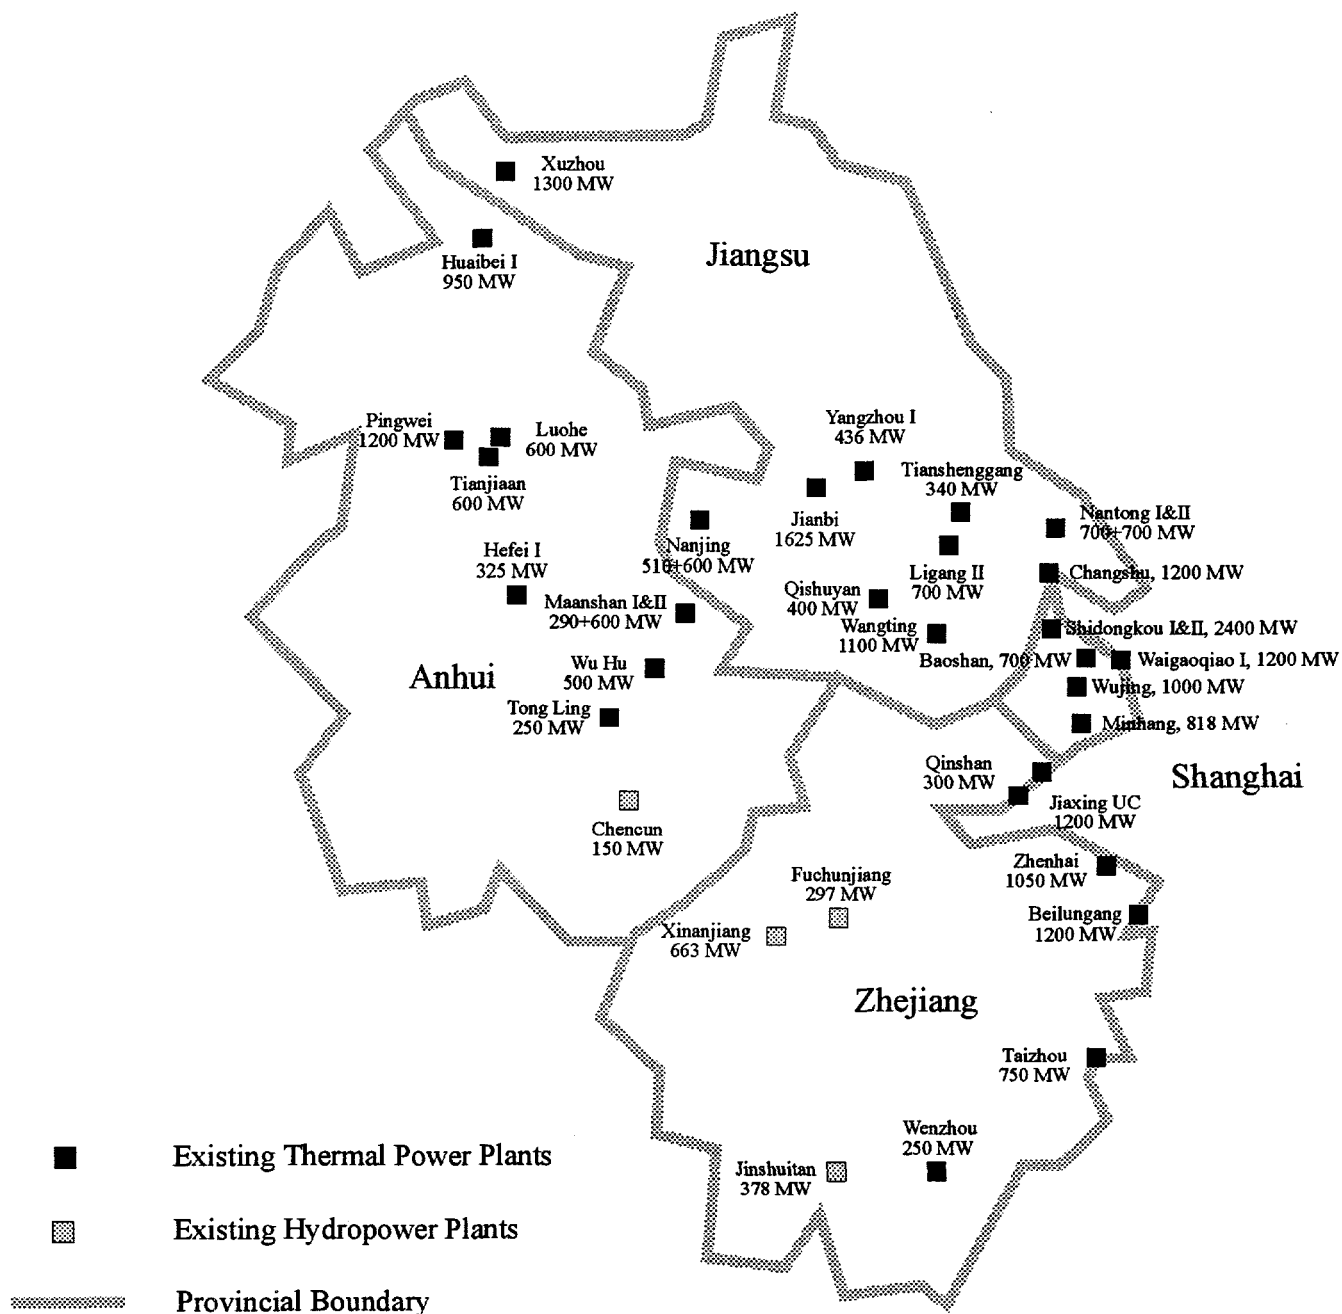 Xuzhou
1300 MW
Huaibei I
950 MW
Jiangsu
Pingwei
1200 MW
Luohe
600 MW
Tianjiaan
600 MW
Yangzhou I
436 MW
Tianshenggang
340 MW
Jianbi
1625 MW
Nantong I&II
700+700 MW
Nanjing
510+600 MW
Hefei I
325 MW
Ligang II
700 MW
Changshu, 1200 MW
Qishuyan
400 MW
Maanshan I&II
290+600 MW
Wangting
1100 MW
Shidongkou I&II, 2400 MW
Baoshan, 700 MW
Waigaoqiao I, 1200 MW
Wu Hu
500 MW
Anhui
Wujing, 1000 MW
Tong Ling
250 MW
Minhang, 818 MW
Qinshan
300 MW
Shanghai
Jiaxing UC
1200 MW
Chencun
150 MW
Zhenhai
1050 MW
Fuchunjiang
297 MW
Beilungang
1200 MW
Xinanjiang
663 MW
Zhejiang
Taizhou
750 MW
Wenzhou
250 MW
Jinshuitan
378 MW
Existing Thermal Power Plants
Existing Hydropower Plants
Provincial Boundary